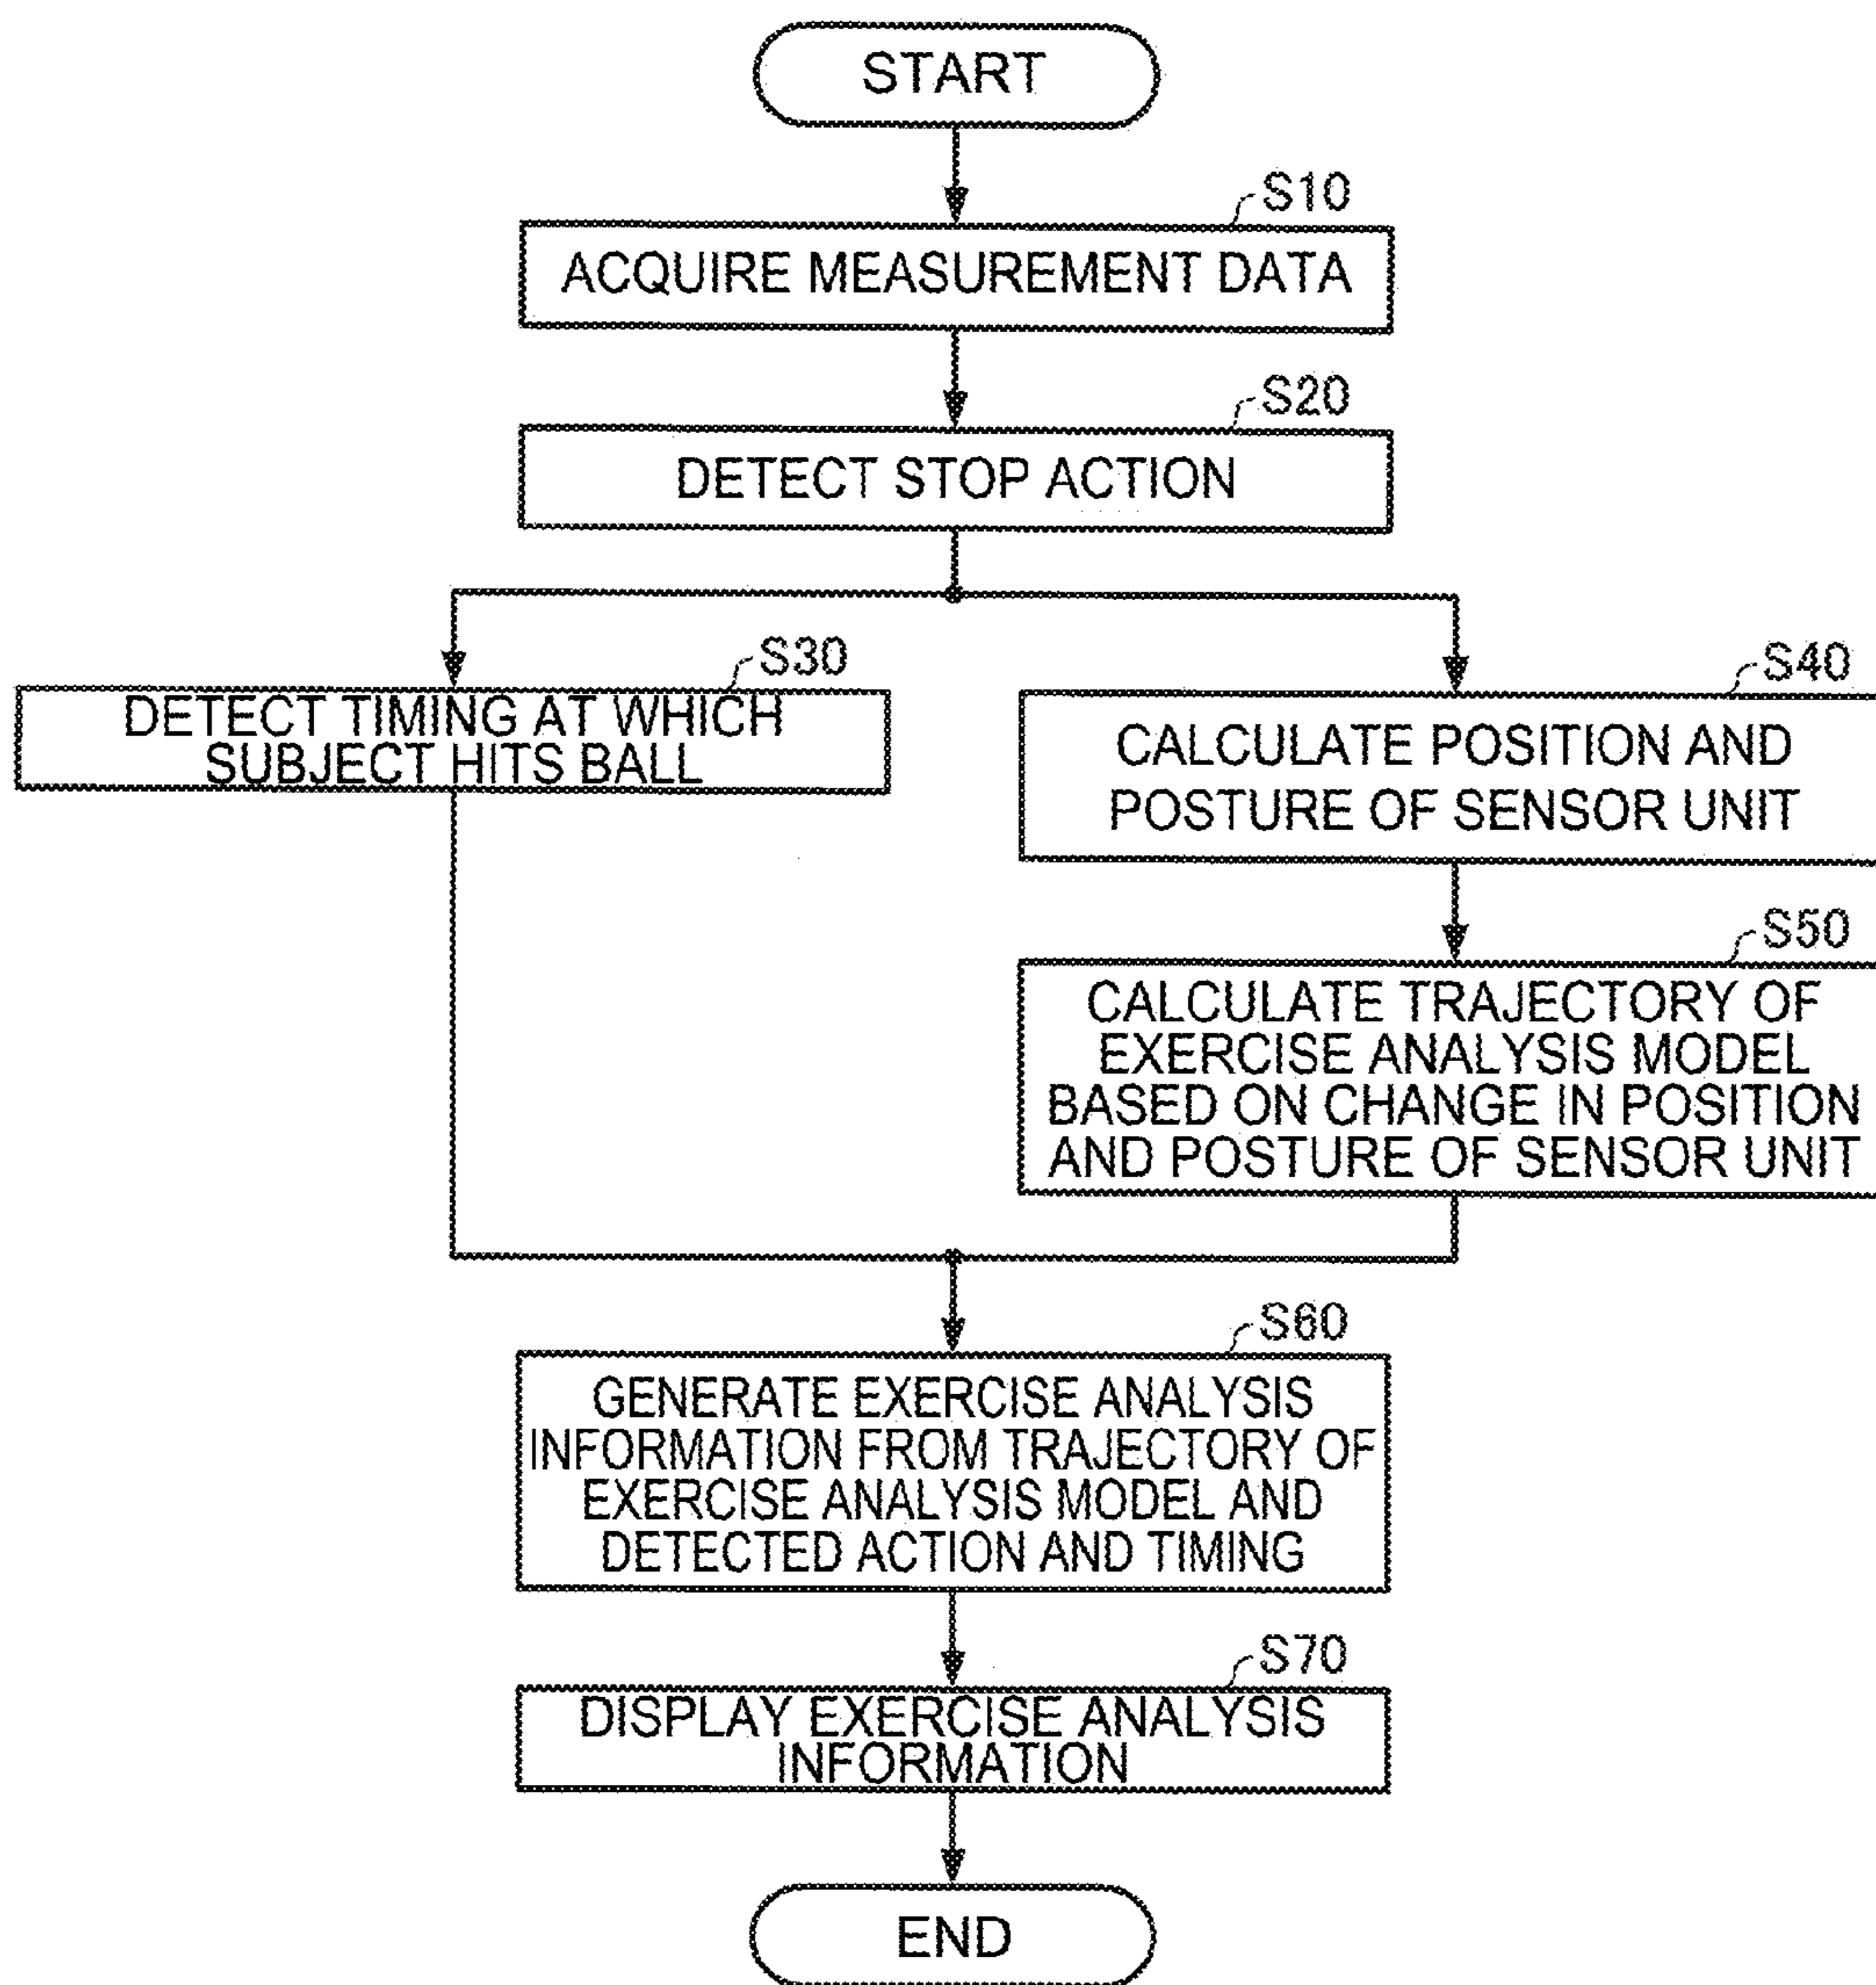 START
S10
ACQUIRE MEASUREMENT DATA
S20
DETECT STOP ACTION
S30
DETECT TIMING AT WHICH
SUBJECT HITS BALL
S40
CALCULATE POSITION AND
POSTURE OF SENSOR UNIT
S50
CALCULATE TRAJECTORY OF
EXERCISE ANALYSIS MODEL
BASED ON CHANGE IN POSITION
AND POSTURE OF SENSOR UNIT
S60
GENERATE EXERCISE ANALYSIS
INFORMATION FROM TRAJECTORY OF
EXERCISE ANALYSIS MODEL AND
DETECTED ACTION AND TIMING
S70
DISPLAY EXERCISE ANALYSIS
INFORMATION
END